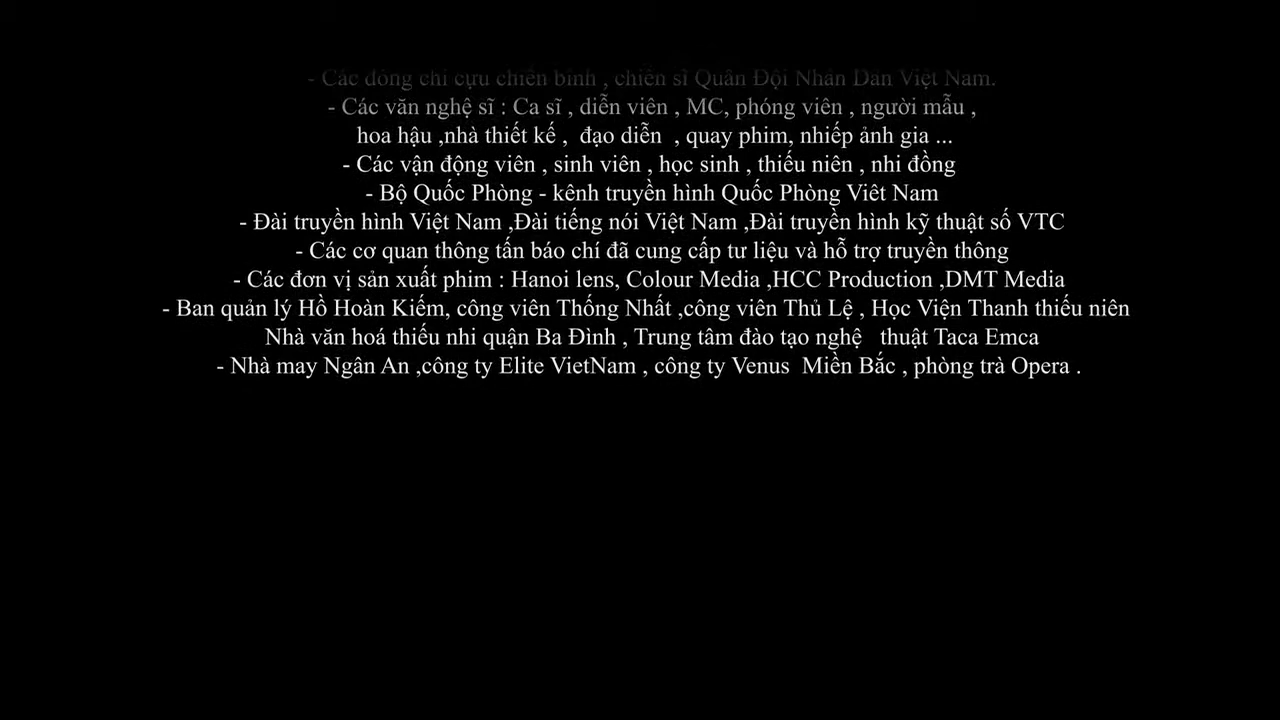 - Các đồng chí cựu chiến binh , chiến sĩ Quân Đội Nhân Dân Việt Nam.
- Các văn nghệ sĩ : Ca sĩ , diễn viên , MC, phóng viên , người mẫu ,
hoa hậu ,nhà thiết kế ,  đạo diễn  , quay phim, nhiếp ảnh gia ...
- Các vận động viên , sinh viên , học sinh , thiếu niên , nhi đồng
- Bộ Quốc Phòng - kênh truyền hình Quốc Phòng Viêt Nam
- Đài truyền hình Việt Nam ,Đài tiếng nói Việt Nam ,Đài truyền hình kỹ thuật số VTC
- Các cơ quan thông tấn báo chí đã cung cấp tư liệu và hỗ trợ truyền thông
- Các đơn vị sản xuất phim : Hanoi lens, Colour Media ,HCC Production ,DMT Media
- Ban quản lý Hồ Hoàn Kiếm, công viên Thống Nhất ,công viên Thủ Lệ , Học Viện Thanh thiếu niên
Nhà văn hoá thiếu nhi quận Ba Đình , Trung tâm đào tạo nghệ   thuật Taca Emca
- Nhà may Ngân An ,công ty Elite VietNam , công ty Venus  Miền Bắc , phòng trà Opera .